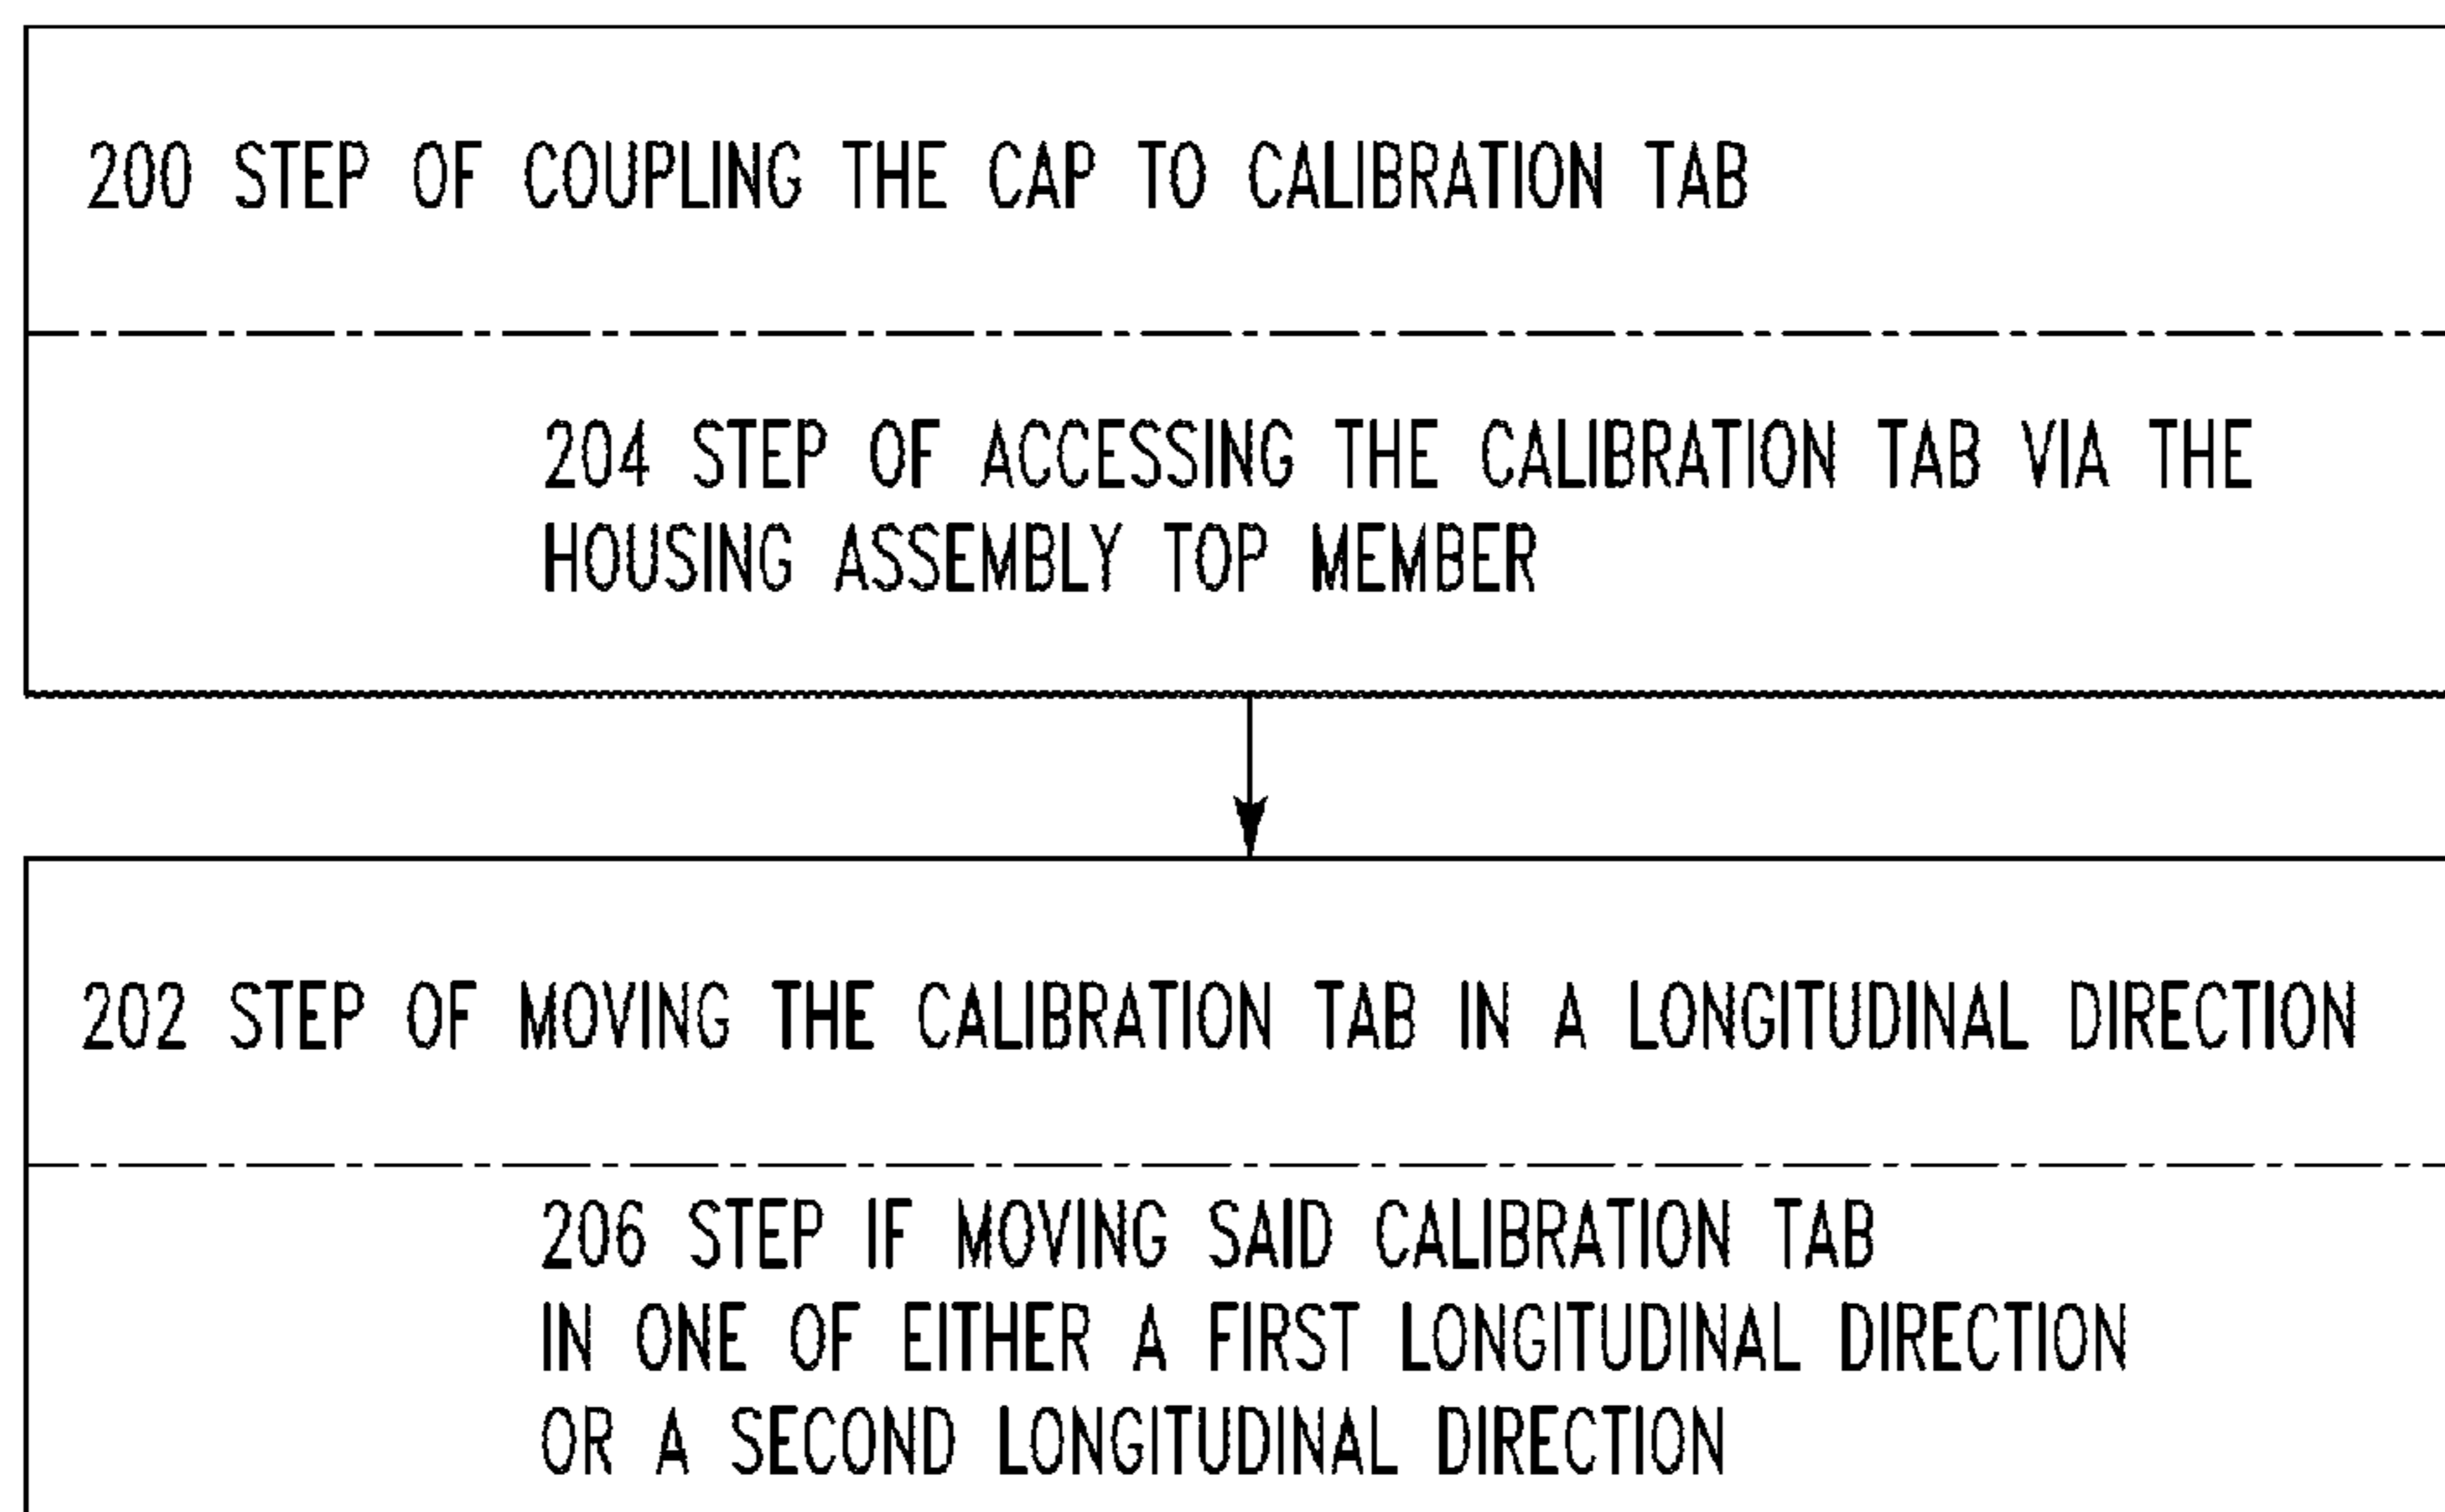 200 STEP OF COUPLING THE CAP TO CALIBRATION TAB
204 STEP OF ACCESSING THE CALIBRATION TAB VIA THE
HOUSING ASSEMBLY TOP MEMBER
202 STEP OF MOVING THE CALIBRATION TAB IN A LONGITUDINAL DIRECTION
206 STEP IF MOVING SAID CALIBRATION TAB
IN ONE OF EITHER A FIRST LONGITUDINAL DIRECTION
OR A SECOND LONGITUDINAL DIRECTION